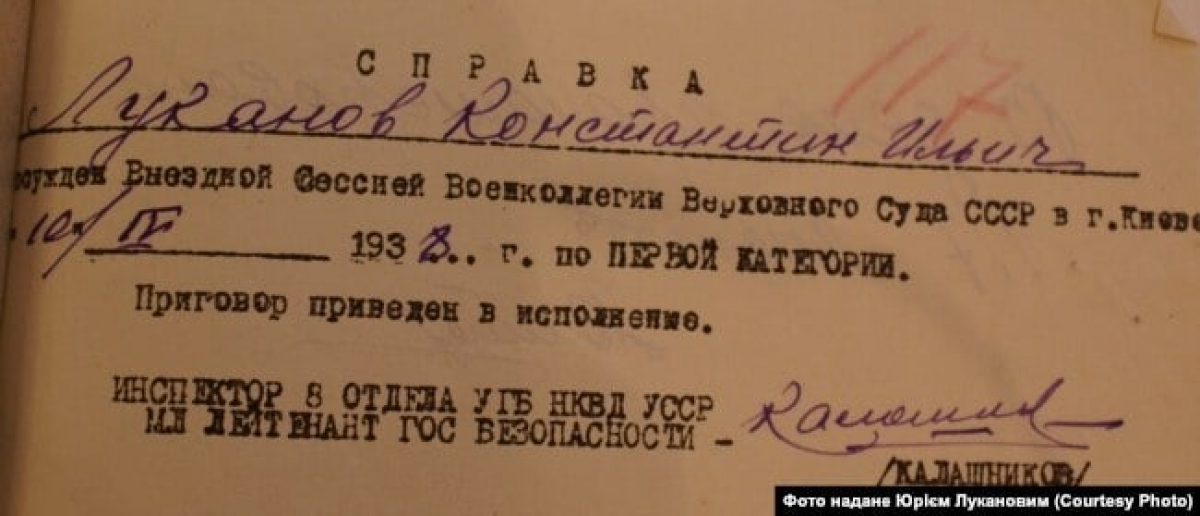 117
СПРАВКА
Луканов Константин Ильич
осужден Выездной Сессией Военколлегии Верховного Суда СССР в г.Киеве
"10" IV 1938.. г. по ПЕРВОЙ КАТЕГОРИИ.
Приговор приведен в исполнение.
ИНСПЕКТОР 8 ОТДЕЛА УГБ НКВД УССР
МЛ ЛЕЙТЕНАНТ ГОС БЕЗОПАСНОСТИ -
/КАЛАШНИКОВ/
Фото надане Юрієм Лукановим (Courtesy Photo)